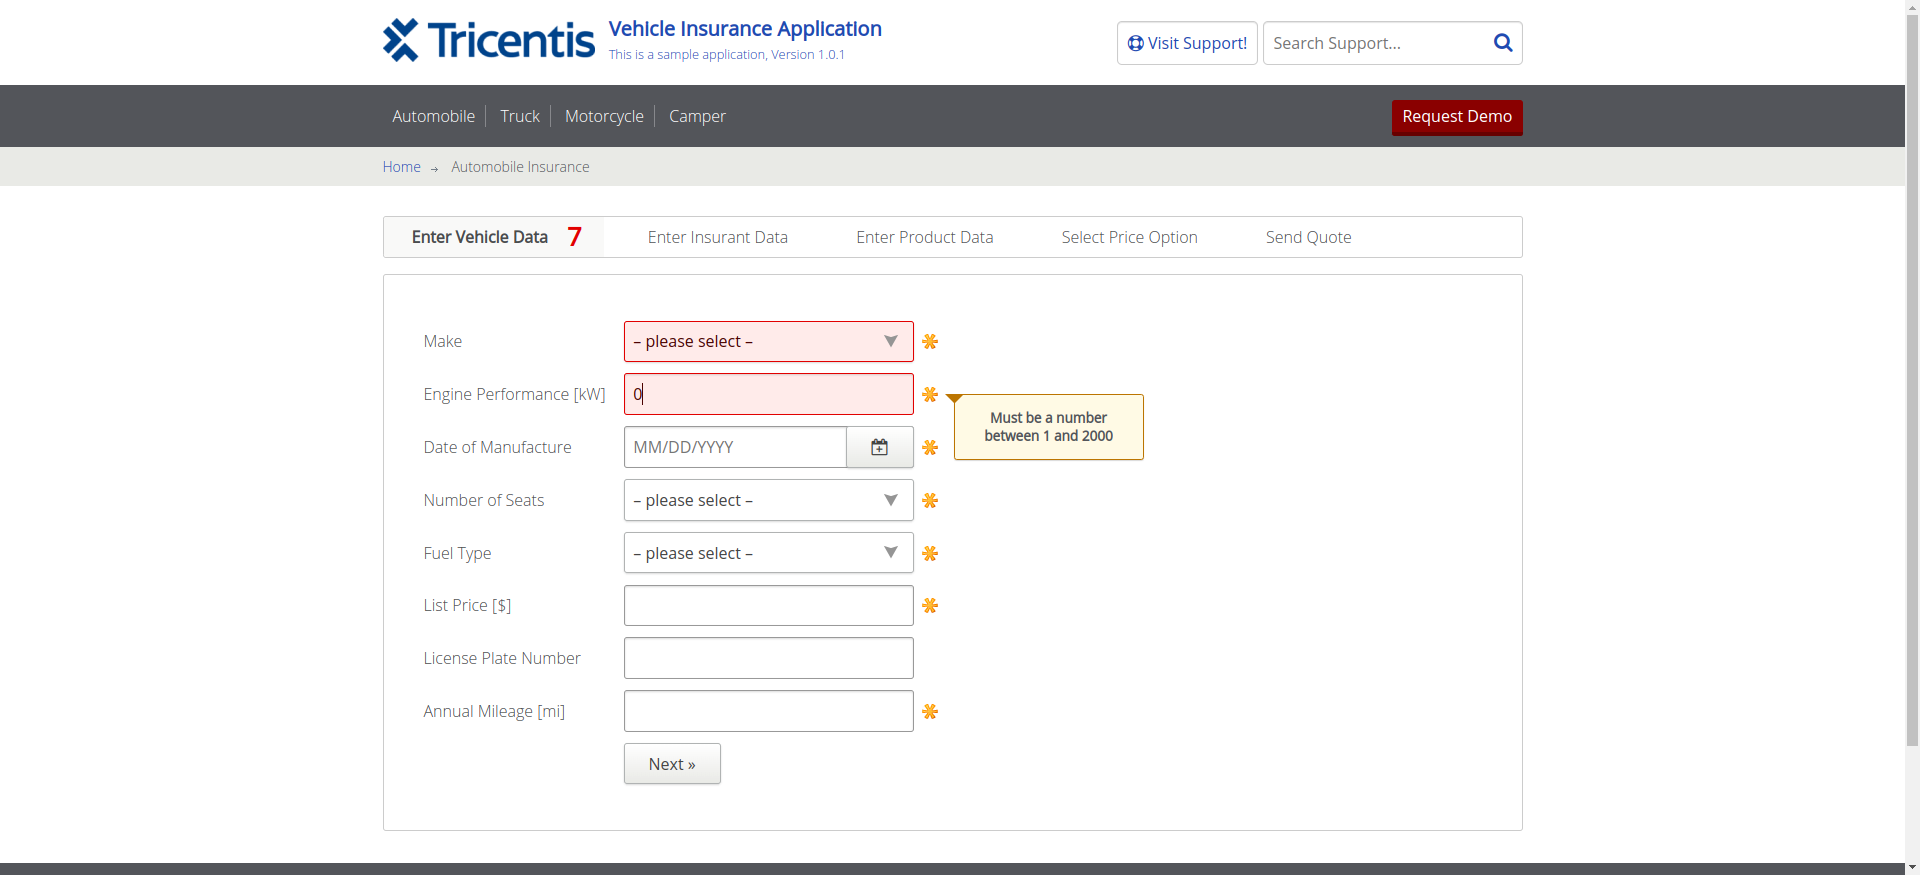 Tricentis
Vehicle Insurance Application
This is a sample application, Version 1.0.1
Visit Support!
Search Support...
Automobile
Truck
Motorcycle
Camper
Request Demo
Home
Automobile Insurance
Enter Vehicle Data 7
Enter Insurant Data
Enter Product Data
Select Price Option
Send Quote
Make
– please select –
Engine Performance [kW]
0
Must be a number
between 1 and 2000
Date of Manufacture
MM/DD/YYYY
Number of Seats
– please select –
Fuel Type
– please select –
List Price [$]
License Plate Number
Annual Mileage [mi]
Next »